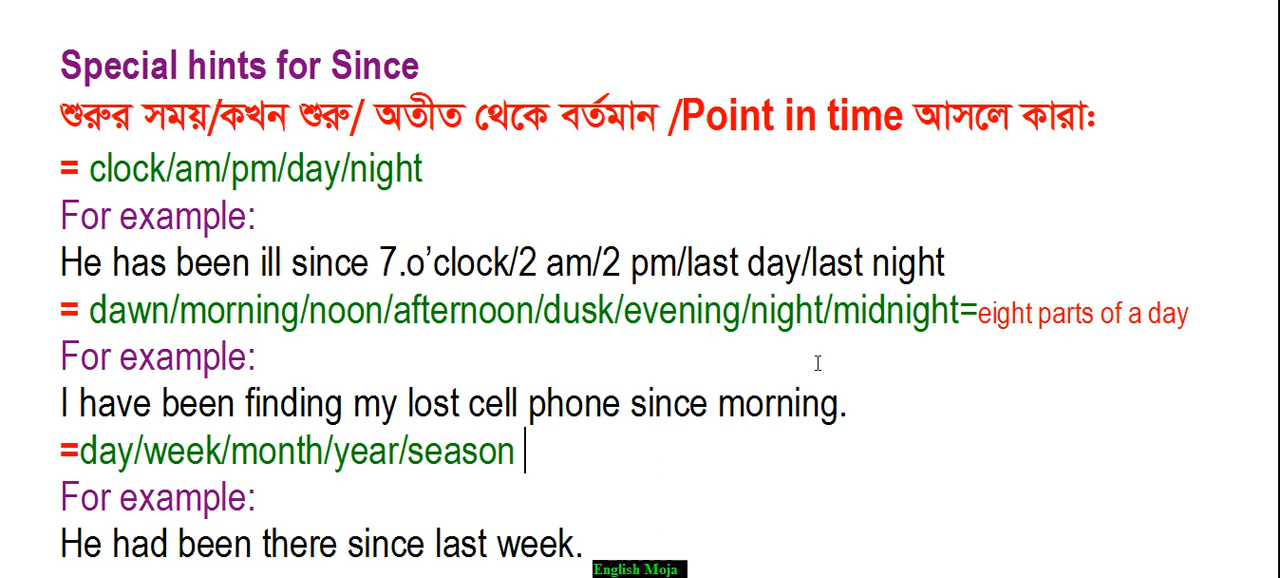 Special hints for Since
শুরুর সময়/কখন শুরু/ অতীত থেকে বর্তমান /Point in time আসলে কারাঃ
= clock/am/pm/day/night
For example:
He has been ill since 7.o’clock/2 am/2 pm/last day/last night
= dawn/morning/noon/afternoon/dusk/evening/night/midnight=eight parts of a day
For example:
I have been finding my lost cell phone since morning.
=day/week/month/year/season
For example:
He had been there since last week.
English Moja